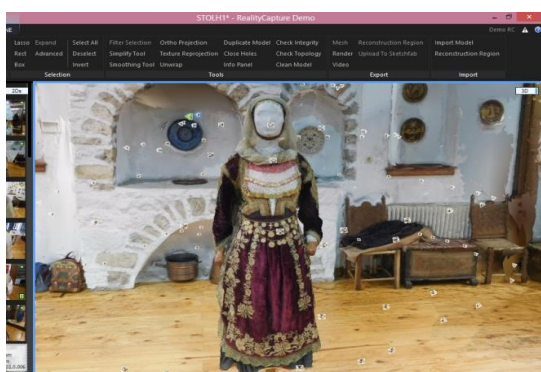 STOLH1* - RealityCapture Demo
Demo RC
Lasso Expand Select All Filter Selection Ortho Projection Duplicate Model Check Integrity Mesh Reconstruction Region Import Model
Rect Advanced Deselect Simplify Tool Texture Reprojection Close Holes Check Topology Render Upload To Sketchfab Reconstruction Region
Box Invert Smoothing Tool Unwrap Info Panel Clean Model Video
Selection Tools Export Import
2Ds 3D